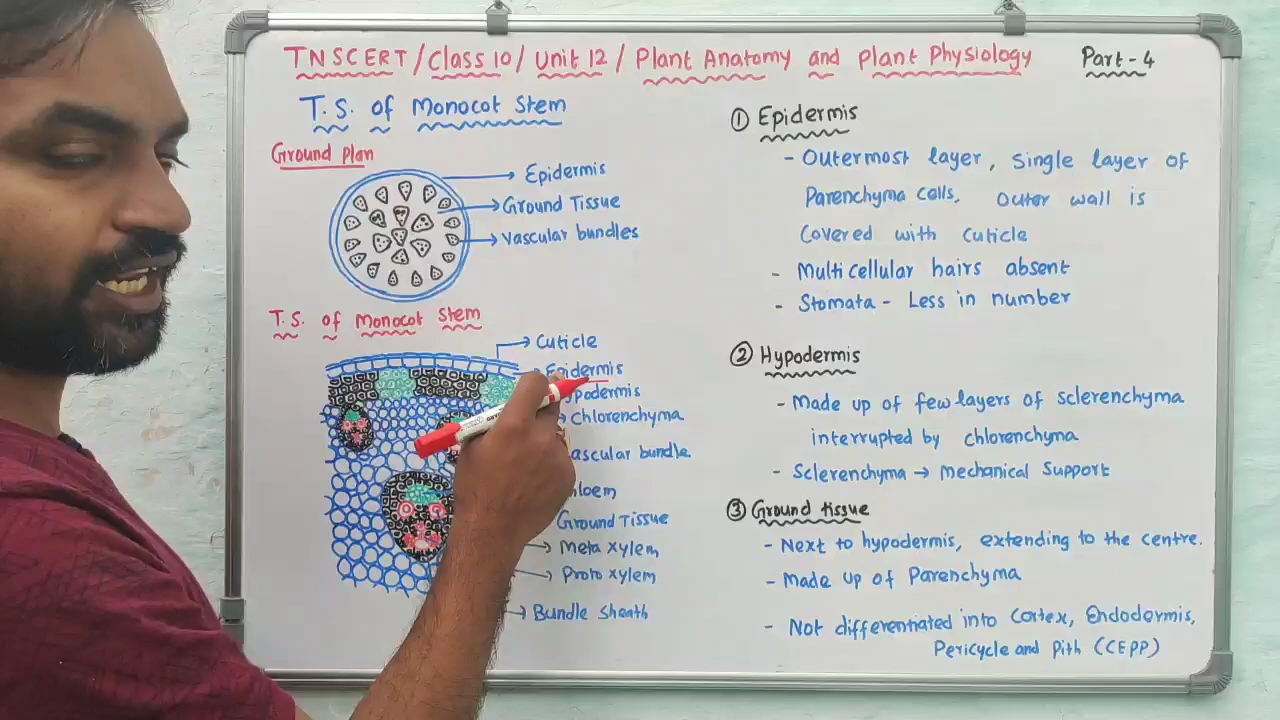 TNSCERT / Class 10 / Unit 12 / Plant Anatomy and Plant Physiology Part - 4
T.S. of Monocot Stem
Ground plan
Epidermis
Ground Tissue
Vascular bundles
T.S. of Monocot Stem
Cuticle
Epidermis
podermis
Chlorenchyma
ascular bundle
loem
Ground Tissue
Meta xylem
Proto xylem
Bundle Sheath
① Epidermis
- Outermost layer, Single layer of
Parenchyma cells, Outer wall is
Covered with Cuticle
- Multicellular hairs absent
- Stomata - Less in number
② Hypodermis
- Made up of few layers of sclerenchyma
interrupted by chlorenchyma
- Sclerenchyma → mechanical Support
③ Ground tissue
- Next to hypodermis, extending to the centre.
- Made up of Parenchyma
- Not differentiated into Cortex, Endodermis,
Pericycle and Pith (CEPP)